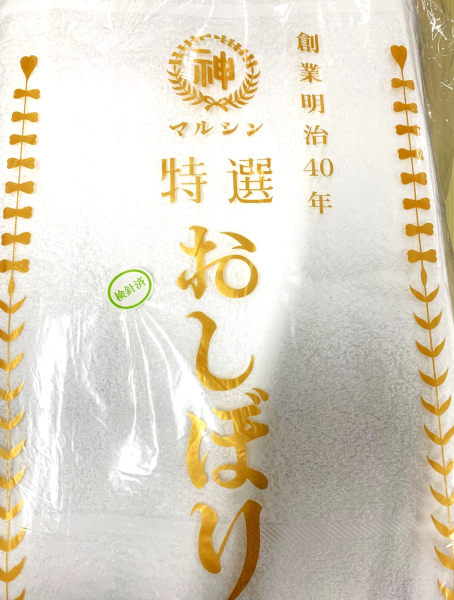 神
マルシン
創業明治40年
特選
おしぼり
検針済